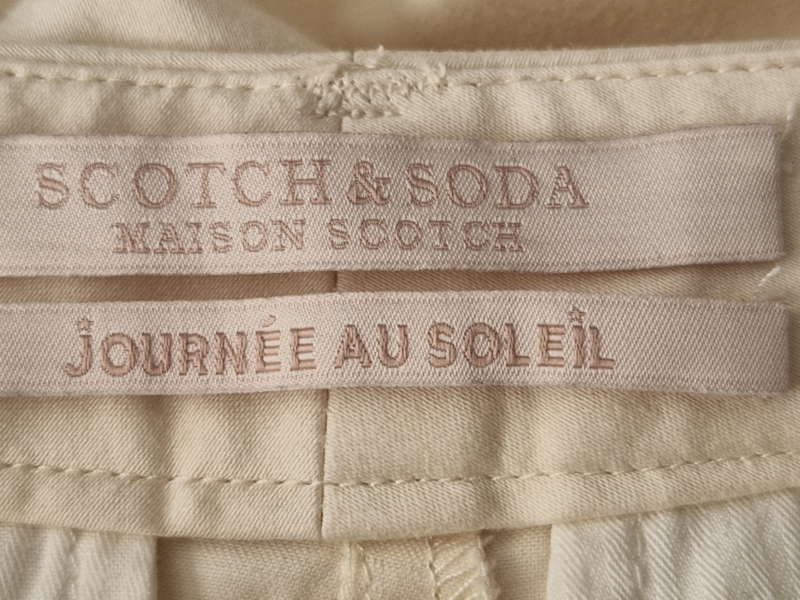 SCOTCH & SODA
MAISON SCOTCH
JOURNÉE AU SOLEIL